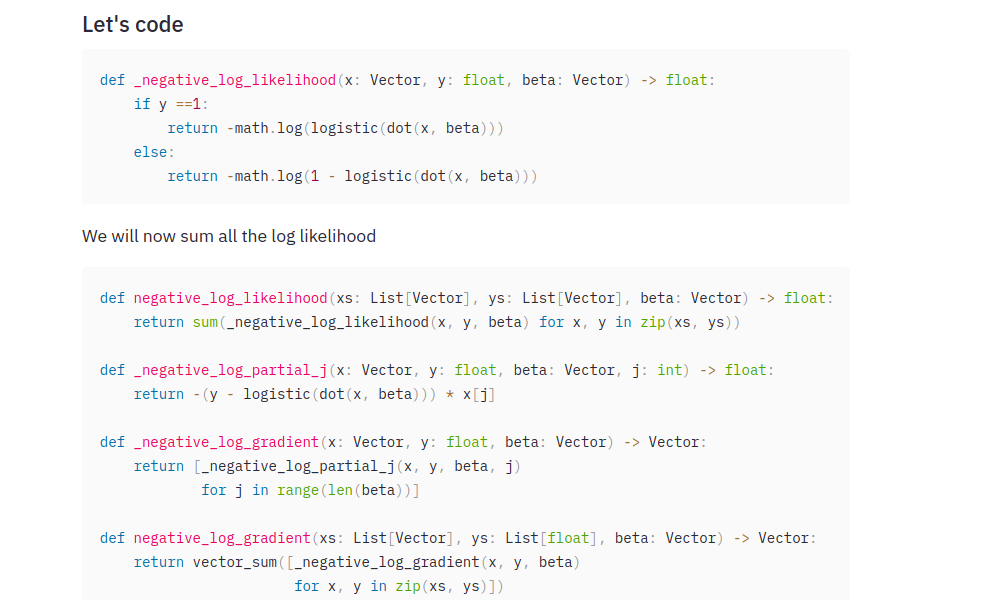 Let's code
def _negative_log_likelihood(x: Vector, y: float, beta: Vector) -> float:
    if y ==1:
        return -math.log(logistic(dot(x, beta)))
    else:
        return -math.log(1 - logistic(dot(x, beta)))
We will now sum all the log likelihood
def negative_log_likelihood(xs: List[Vector], ys: List[Vector], beta: Vector) -> float:
    return sum(_negative_log_likelihood(x, y, beta) for x, y in zip(xs, ys))
def _negative_log_partial_j(x: Vector, y: float, beta: Vector, j: int) -> float:
    return -(y - logistic(dot(x, beta))) * x[j]
def _negative_log_gradient(x: Vector, y: float, beta: Vector) -> Vector:
    return [_negative_log_partial_j(x, y, beta, j)
            for j in range(len(beta))]
def negative_log_gradient(xs: List[Vector], ys: List[float], beta: Vector) -> Vector:
    return vector_sum([_negative_log_gradient(x, y, beta)
                       for x, y in zip(xs, ys)])